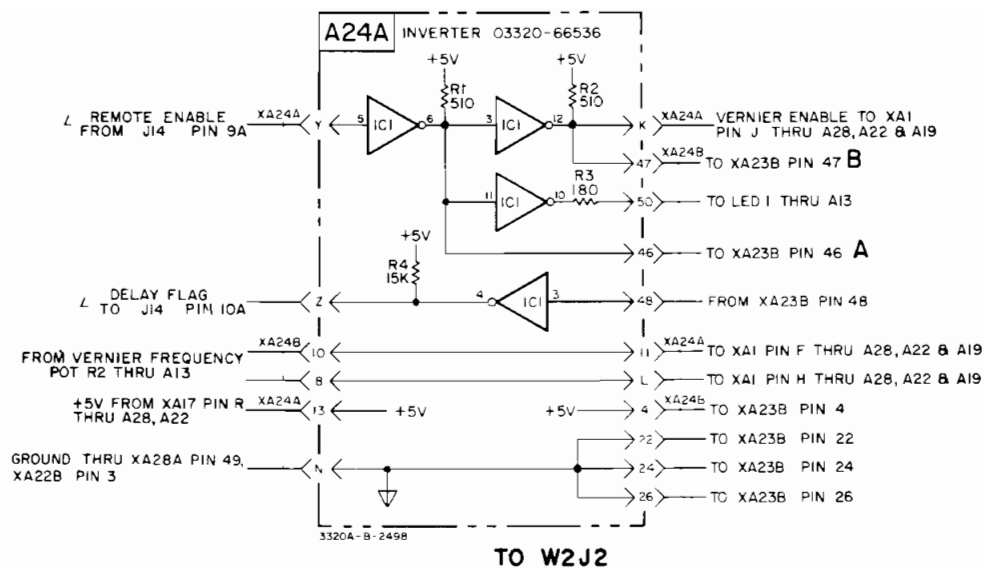 A24A INVERTER 03320-66536
+5V +5V
R1 510
R2 510
L REMOTE ENABLE
FROM J14 PIN 9A
XA24A
Y
5 IC1 6
3 IC1 12
K
XA24A
VERNIER ENABLE TO XA1
PIN J THRU A28, A22 & A19
47
XA24B
TO XA23B PIN 47 B
11 IC1 10
R3
180
50
TO LED 1 THRU A13
46
TO XA23B PIN 46 A
+5V
R4
15K
L DELAY FLAG
TO J14 PIN 10A
Z
4 IC1 3
48
FROM XA23B PIN 48
FROM VERNIER FREQUENCY
POT R2 THRU A13
XA24B
10
11
XA24A
TO XA1 PIN F THRU A28, A22 & A19
8
L
TO XA1 PIN H THRU A28, A22 & A19
+5V FROM XA17 PIN R
THRU A28, A22
XA24A
13
+5V
+5V
4
XA24B
TO XA23B PIN 4
22
TO XA23B PIN 22
GROUND THRU XA28A PIN 49,
XA22B PIN 3
N
24
TO XA23B PIN 24
26
TO XA23B PIN 26
3320A-B-2498
TO W2J2